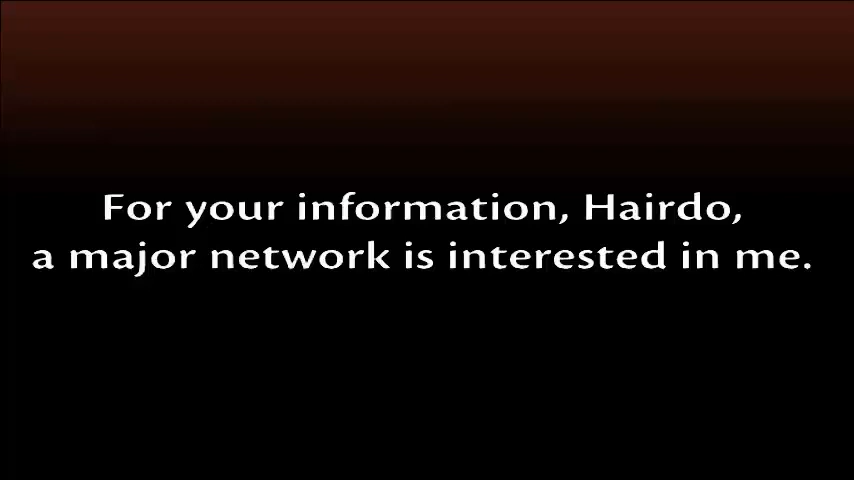 For your information, Hairdo,
a major network is interested in me.